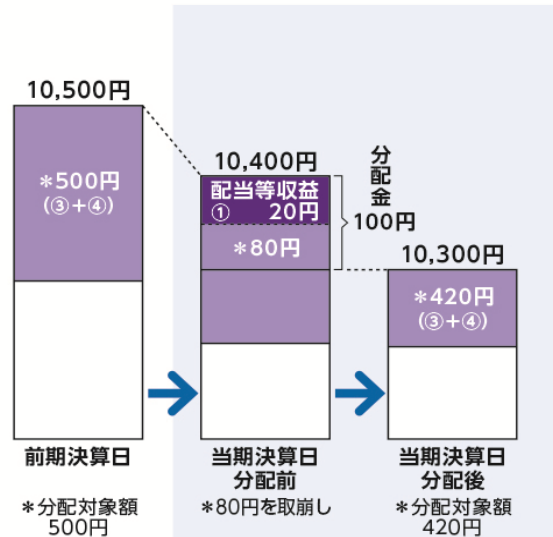 10,500円
*500円
(③+④)
前期決算日
*分配対象額
500円
10,400円
配当等収益
① 20円
*80円
分配金
100円
当期決算日
分配前
*80円を取崩し
10,300円
*420円
(③+④)
当期決算日
分配後
*分配対象額
420円